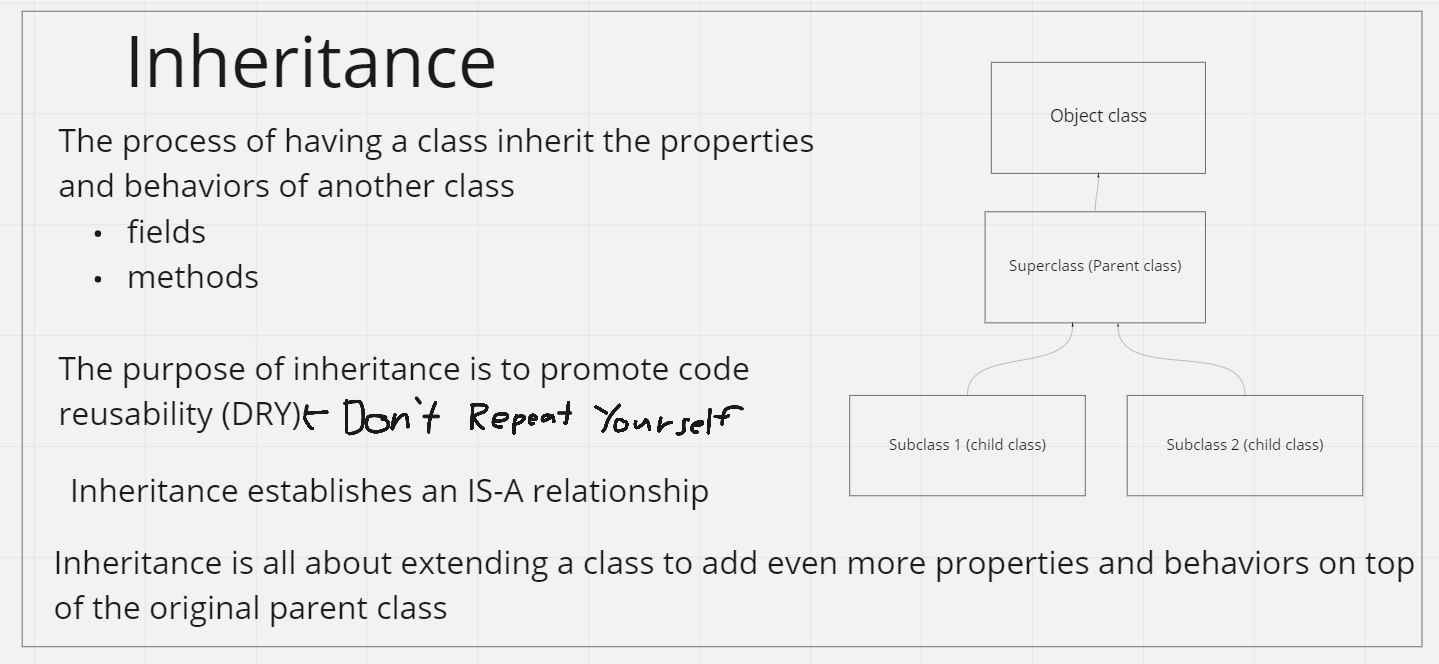 Inheritance
The process of having a class inherit the properties
and behaviors of another class
• fields
• methods
The purpose of inheritance is to promote code
reusability (DRY)← Don't Repeat Yourself
Inheritance establishes an IS-A relationship
Inheritance is all about extending a class to add even more properties and behaviors on top
of the original parent class
Object class
Superclass (Parent class)
Subclass 1 (child class)
Subclass 2 (child class)